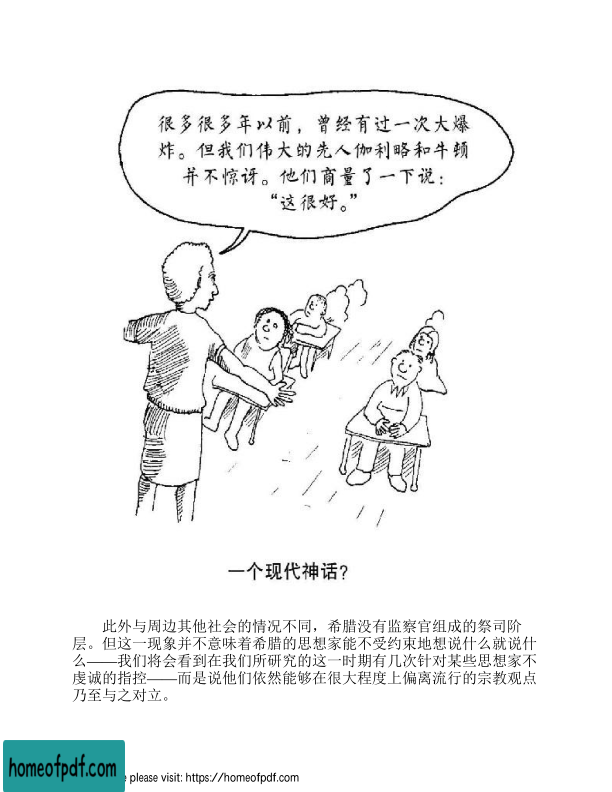 很多很多年以前，曾经有过一次大爆
炸。但我们伟大的先人伽利略和牛顿
并不惊讶。他们商量了一下说：
“这很好。”
一个现代神话？
此外与周边其他社会的情况不同，希腊没有监察官组成的祭司阶
层。但这一现象并不意味着希腊的思想家能不受约束地想说什么就说什
么——我们将会看到在我们所研究的这一时期有几次针对某些思想家不
虔诚的指控——而是说他们依然能够在很大程度上偏离流行的宗教观点
乃至与之对立。
homeofpdf.com
e please visit: https://homeofpdf.com